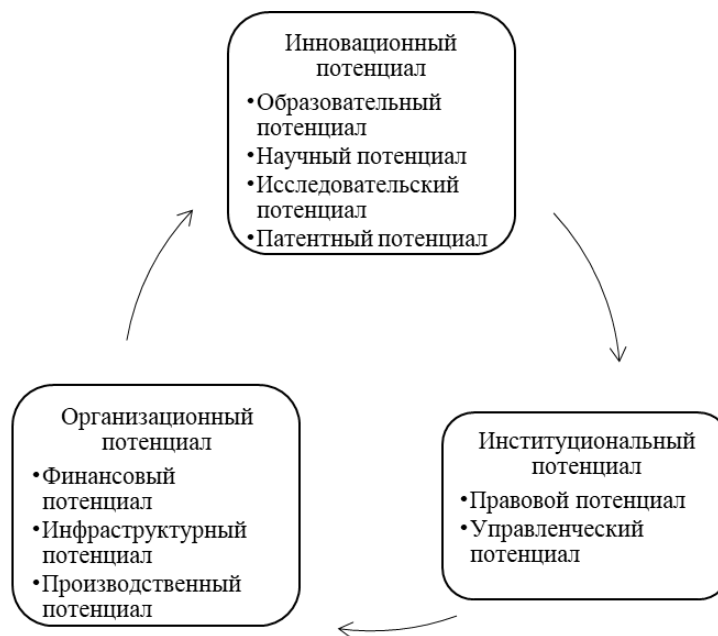 Инновационный
потенциал
•Образовательный
потенциал
•Научный потенциал
•Исследовательский
потенциал
•Патентный потенциал
Организационный
потенциал
•Финансовый
потенциал
•Инфраструктурный
потенциал
•Производственный
потенциал
Институциональный
потенциал
•Правовой потенциал
•Управленческий
потенциал